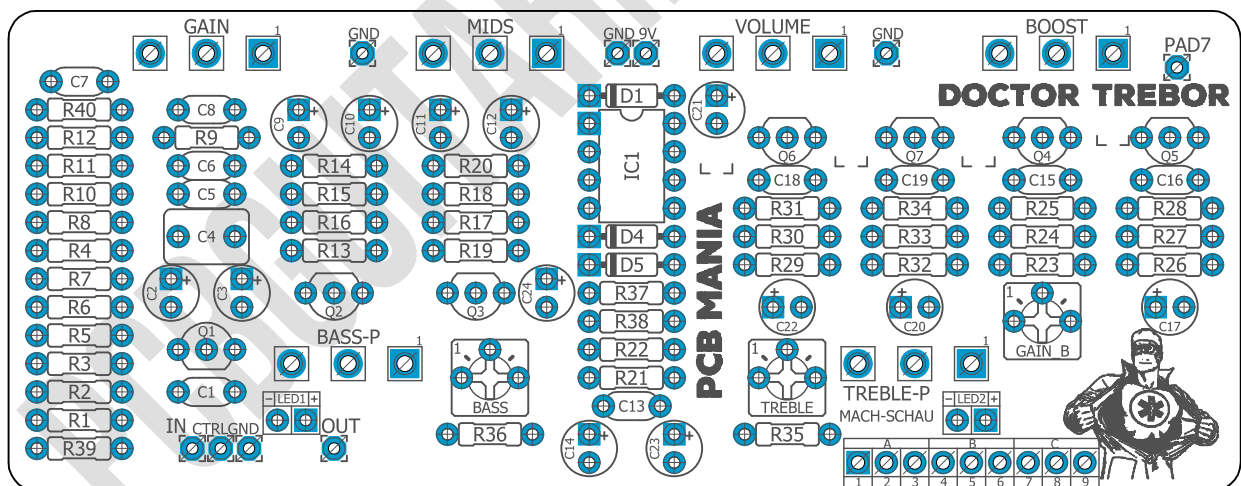 GAIN 1 GND MIDS 1 GND 9V VOLUME 1 GND BOOST 1 PAD7
DOCTOR TREBOR
C7
R40
R12
R11
R10
R8
R4
R7
R6
R5
R3
R2
R1
R39
C8
R9
C6
C5
C4
C2 + C3 +
Q1
C1
C9 + C10 +
C11 + C12 +
R14
R15
R16
R13
Q2
R20
R18
R17
R19
Q3
C24 +
BASS-P 1
- LED1 +
IN CTRL GND OUT
1 BASS
R36
D1
IC1
D4
D5
R37
R38
R22
R21
C13
C14 + C23 +
C21 +
PCB MANIA
Q6
C18
R31
R30
R29
+ C22
1 TREBLE
R35
Q7
C19
R34
R33
R32
+ C20
Q4
C15
R25
R24
R23
1 GAIN_B
Q5
C16
R28
R27
R26
+ C17
1
TREBLE-P
MACH-SCHAU
- LED2 +
A B C
1 2 3 4 5 6 7 8 9